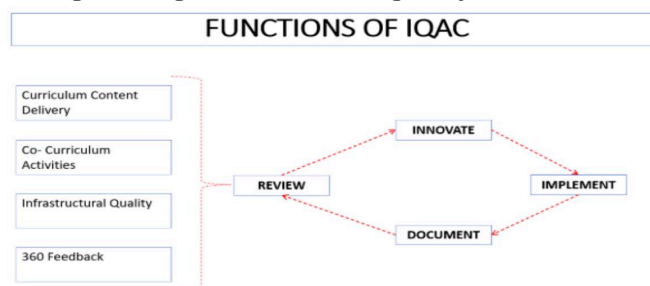 FUNCTIONS OF IQAC
Curriculum Content
Delivery
Co- Curriculum
Activities
Infrastructural Quality
360 Feedback
REVIEW
INNOVATE
IMPLEMENT
DOCUMENT